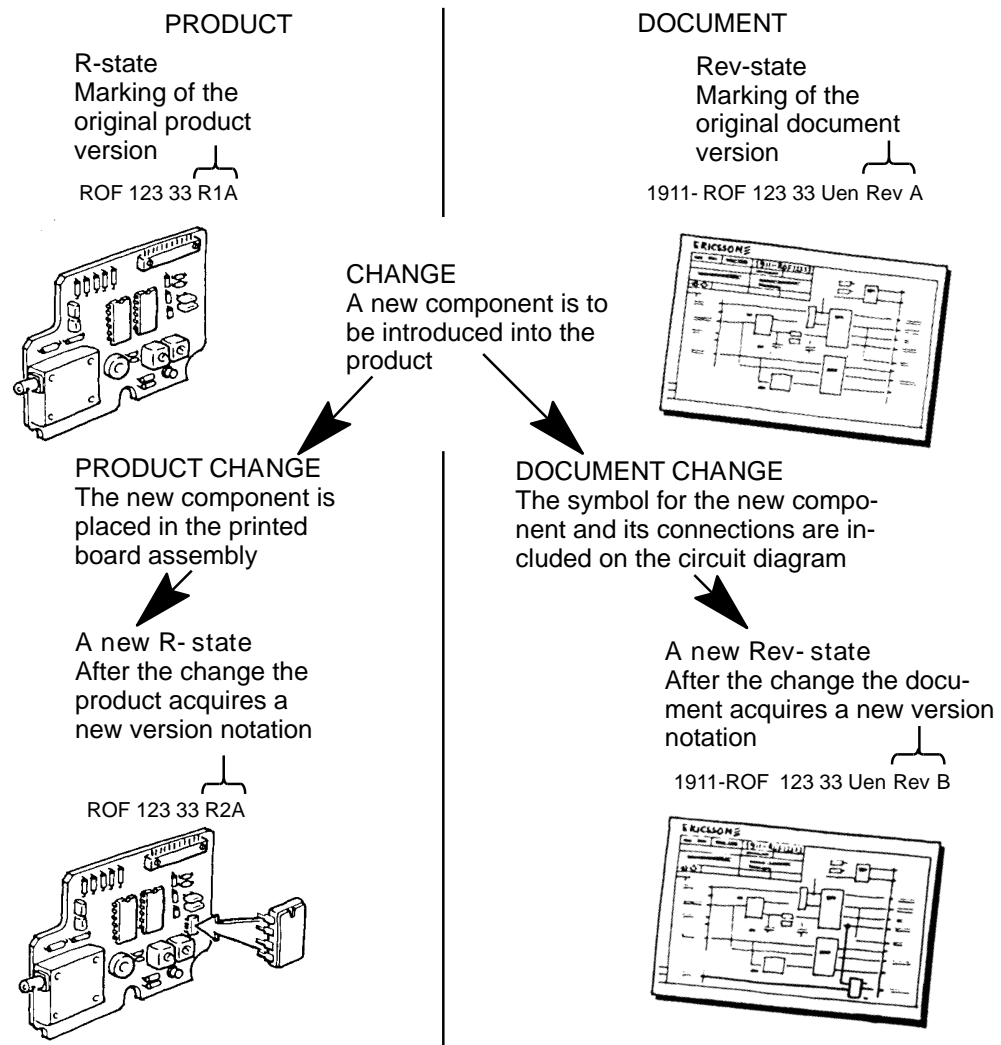 PRODUCT
DOCUMENT
R-state
Marking of the
original product
version
ROF 123 33 R1A
Rev-state
Marking of the
original document
version
1911- ROF 123 33 Uen Rev A
ERICSSON
CHANGE
A new component is to
be introduced into the
product
PRODUCT CHANGE
The new component is
placed in the printed
board assembly
DOCUMENT CHANGE
The symbol for the new compo-
nent and its connections are in-
cluded on the circuit diagram
A new R- state
After the change the
product acquires a
new version notation
ROF 123 33 R2A
A new Rev- state
After the change the docu-
ment acquires a new version
notation
1911-ROF 123 33 Uen Rev B
ERICSSON